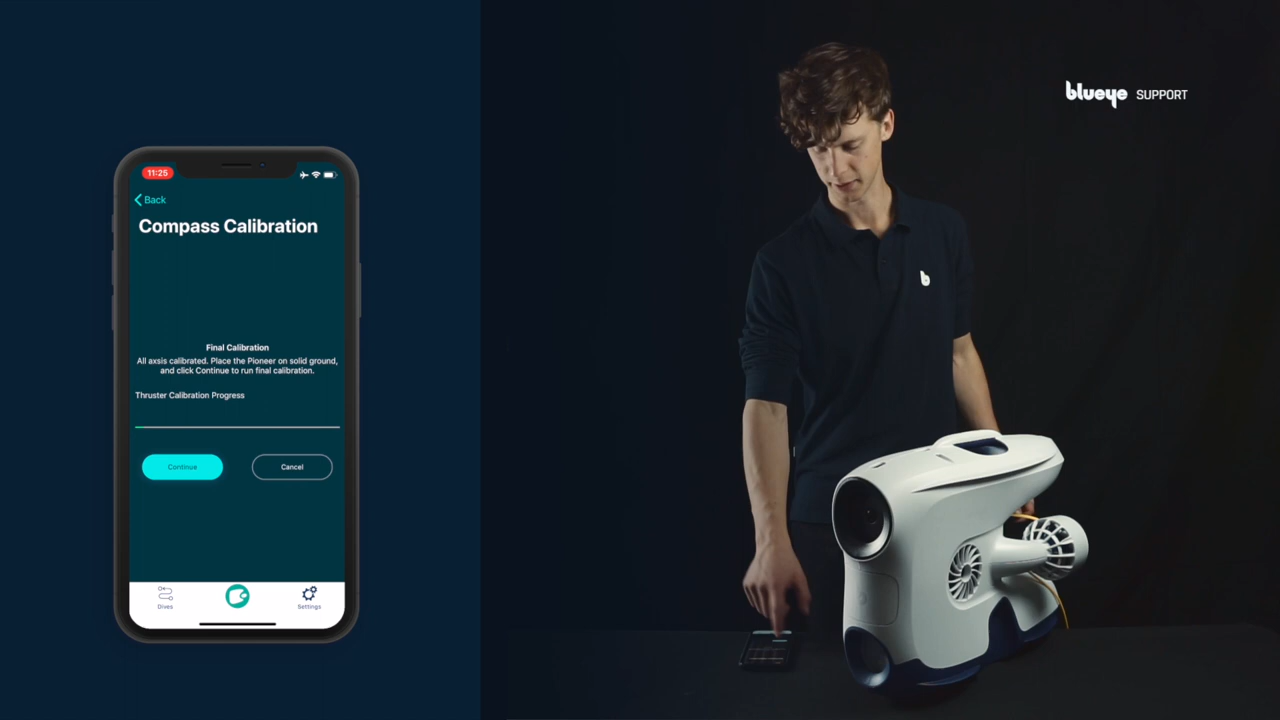 11:25
Back
Compass Calibration
Final Calibration
All axsis calibrated. Place the Pioneer on solid ground,
and click Continue to run final calibration.
Thruster Calibration Progress
Continue
Cancel
Dives
Settings
blueye SUPPORT